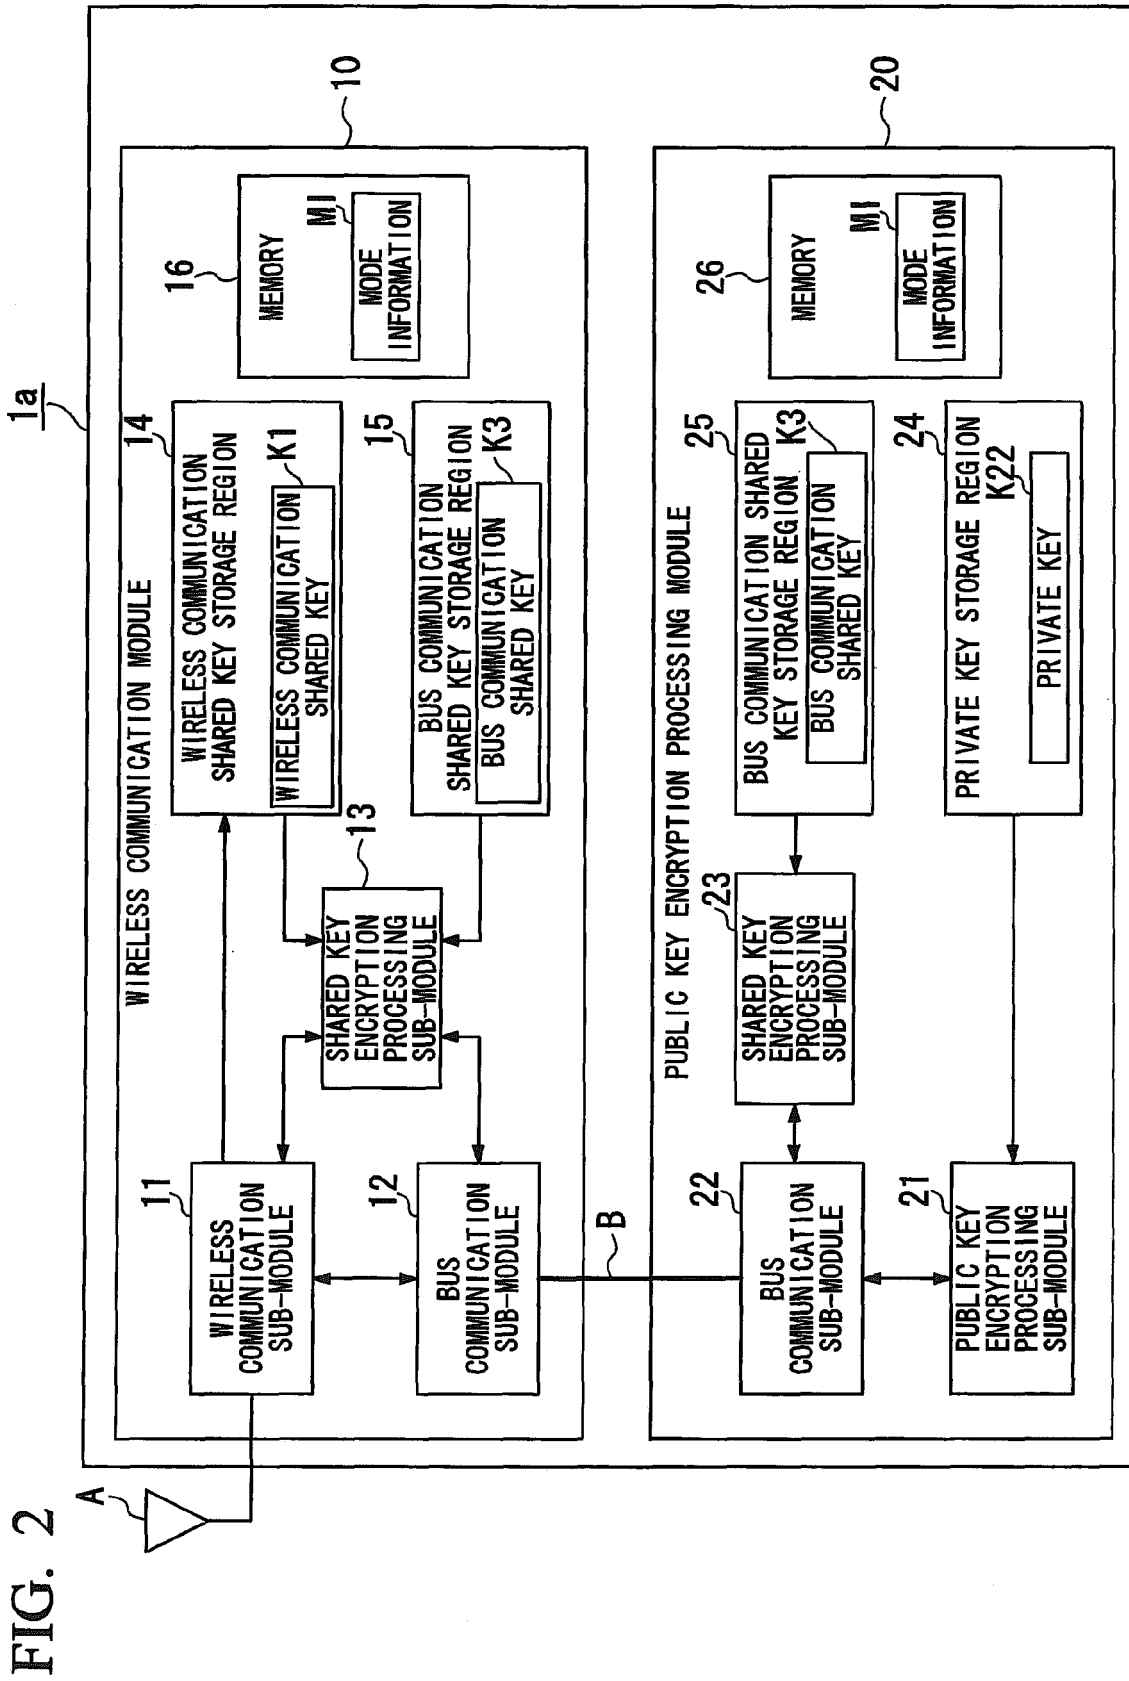 FIG. 2
1a
A
WIRELESS COMMUNICATION MODULE
10
11
WIRELESS
COMMUNICATION
SUB-MODULE
14
WIRELESS COMMUNICATION
SHARED KEY STORAGE REGION
K1
WIRELESS COMMUNICATION
SHARED KEY
16
MEMORY
MI
MODE
INFORMATION
13
SHARED KEY
ENCRYPTION
PROCESSING
SUB-MODULE
12
BUS
COMMUNICATION
SUB-MODULE
15
BUS COMMUNICATION
SHARED KEY STORAGE REGION
K3
BUS COMMUNICATION
SHARED KEY
B
PUBLIC KEY ENCRYPTION PROCESSING MODULE
20
22
BUS
COMMUNICATION
SUB-MODULE
23
SHARED KEY
ENCRYPTION
PROCESSING
SUB-MODULE
25
BUS COMMUNICATION SHARED
KEY STORAGE REGION
K3
BUS COMMUNICATION
SHARED KEY
26
MEMORY
MI
MODE
INFORMATION
21
PUBLIC KEY
ENCRYPTION
PROCESSING
SUB-MODULE
24
PRIVATE KEY STORAGE REGION
K22
PRIVATE KEY